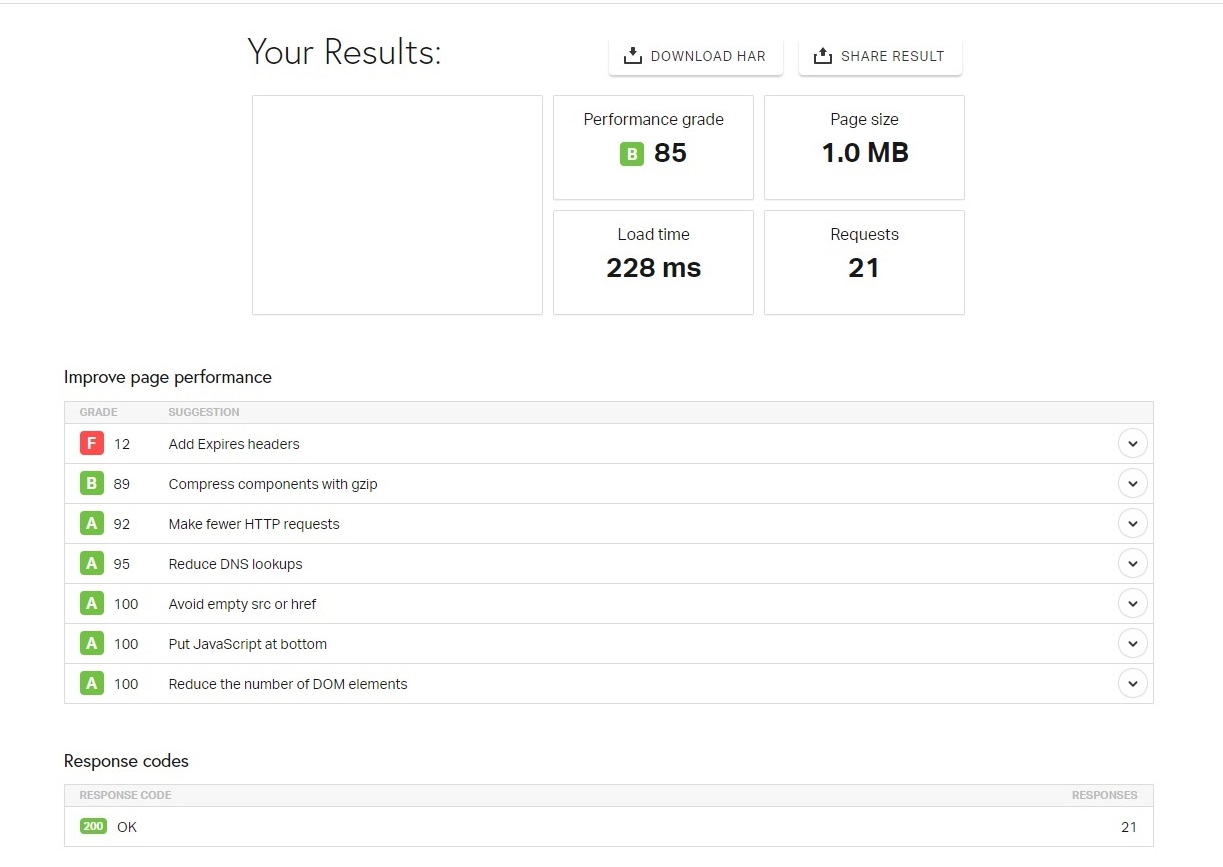 Your Results:
DOWNLOAD HAR
SHARE RESULT
Performance grade
B 85
Page size
1.0 MB
Load time
228 ms
Requests
21
Improve page performance
GRADE SUGGESTION
F 12 Add Expires headers
B 89 Compress components with gzip
A 92 Make fewer HTTP requests
A 95 Reduce DNS lookups
A 100 Avoid empty src or href
A 100 Put JavaScript at bottom
A 100 Reduce the number of DOM elements
Response codes
RESPONSE CODE RESPONSES
200 OK 21